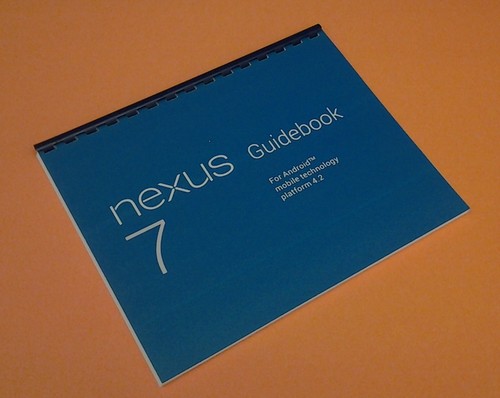 nexus Guidebook
7
For Android™
mobile technology
platform 4.2